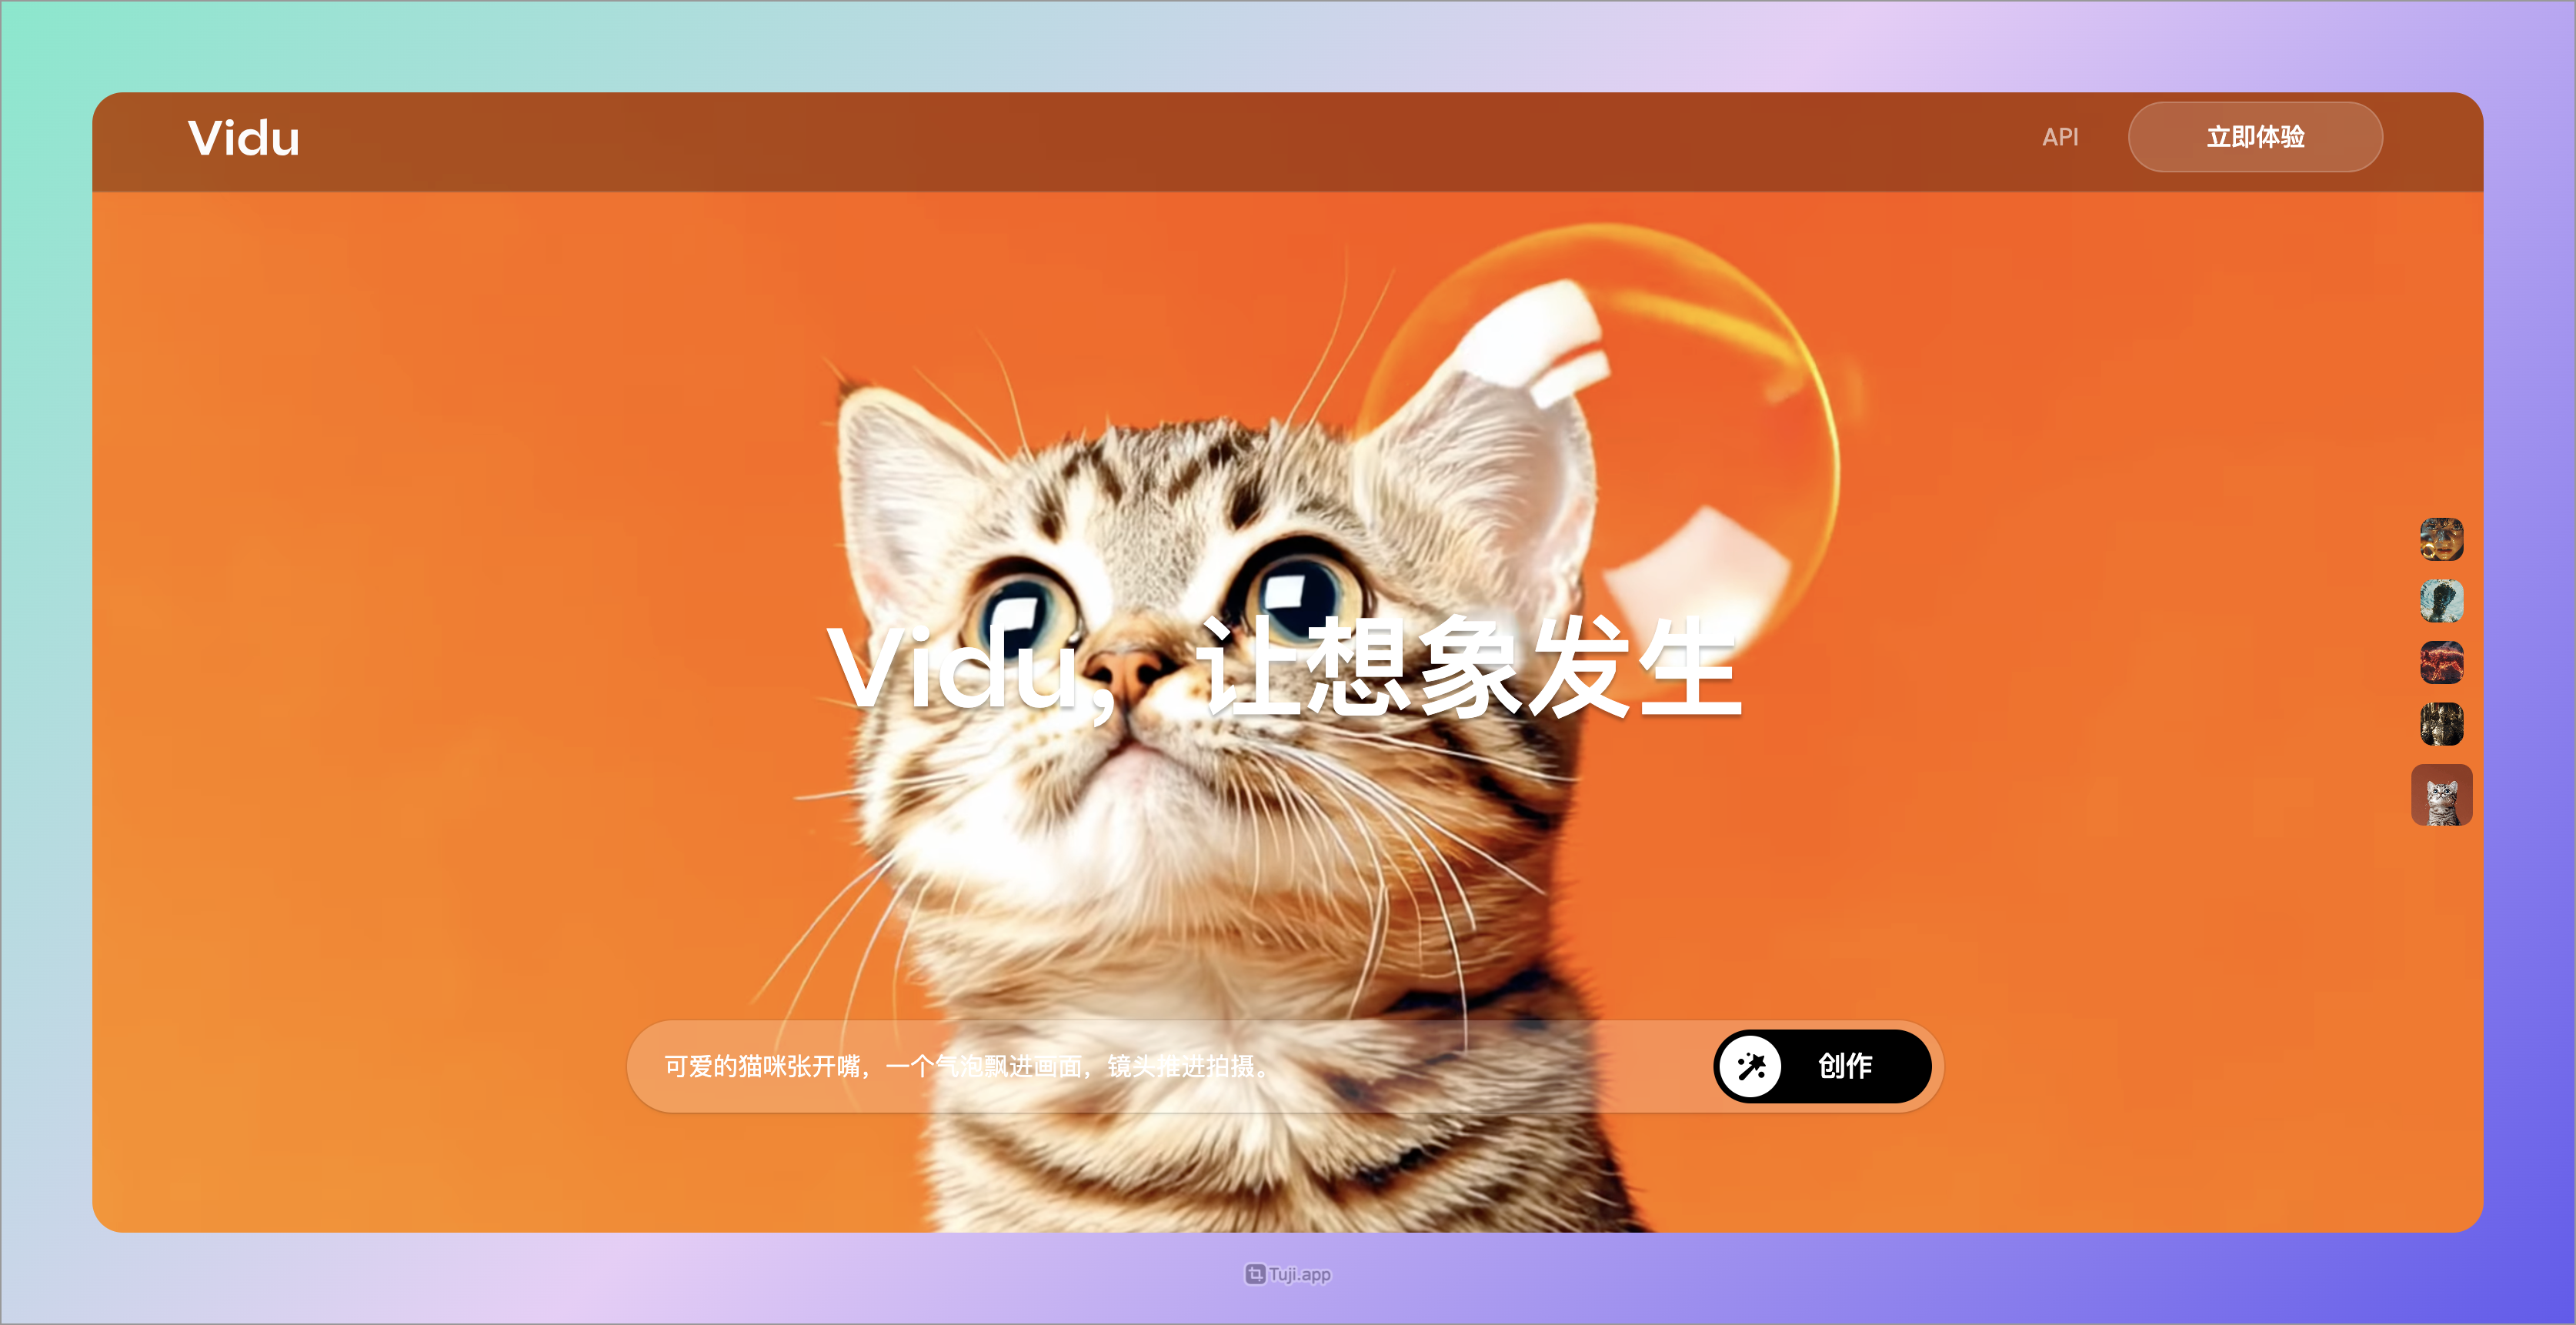 Vidu
API
立即体验
Vidu，让想象发生
可爱的猫咪张开嘴，一个气泡飘进画面，镜头推进拍摄。
创作
Tuji.app